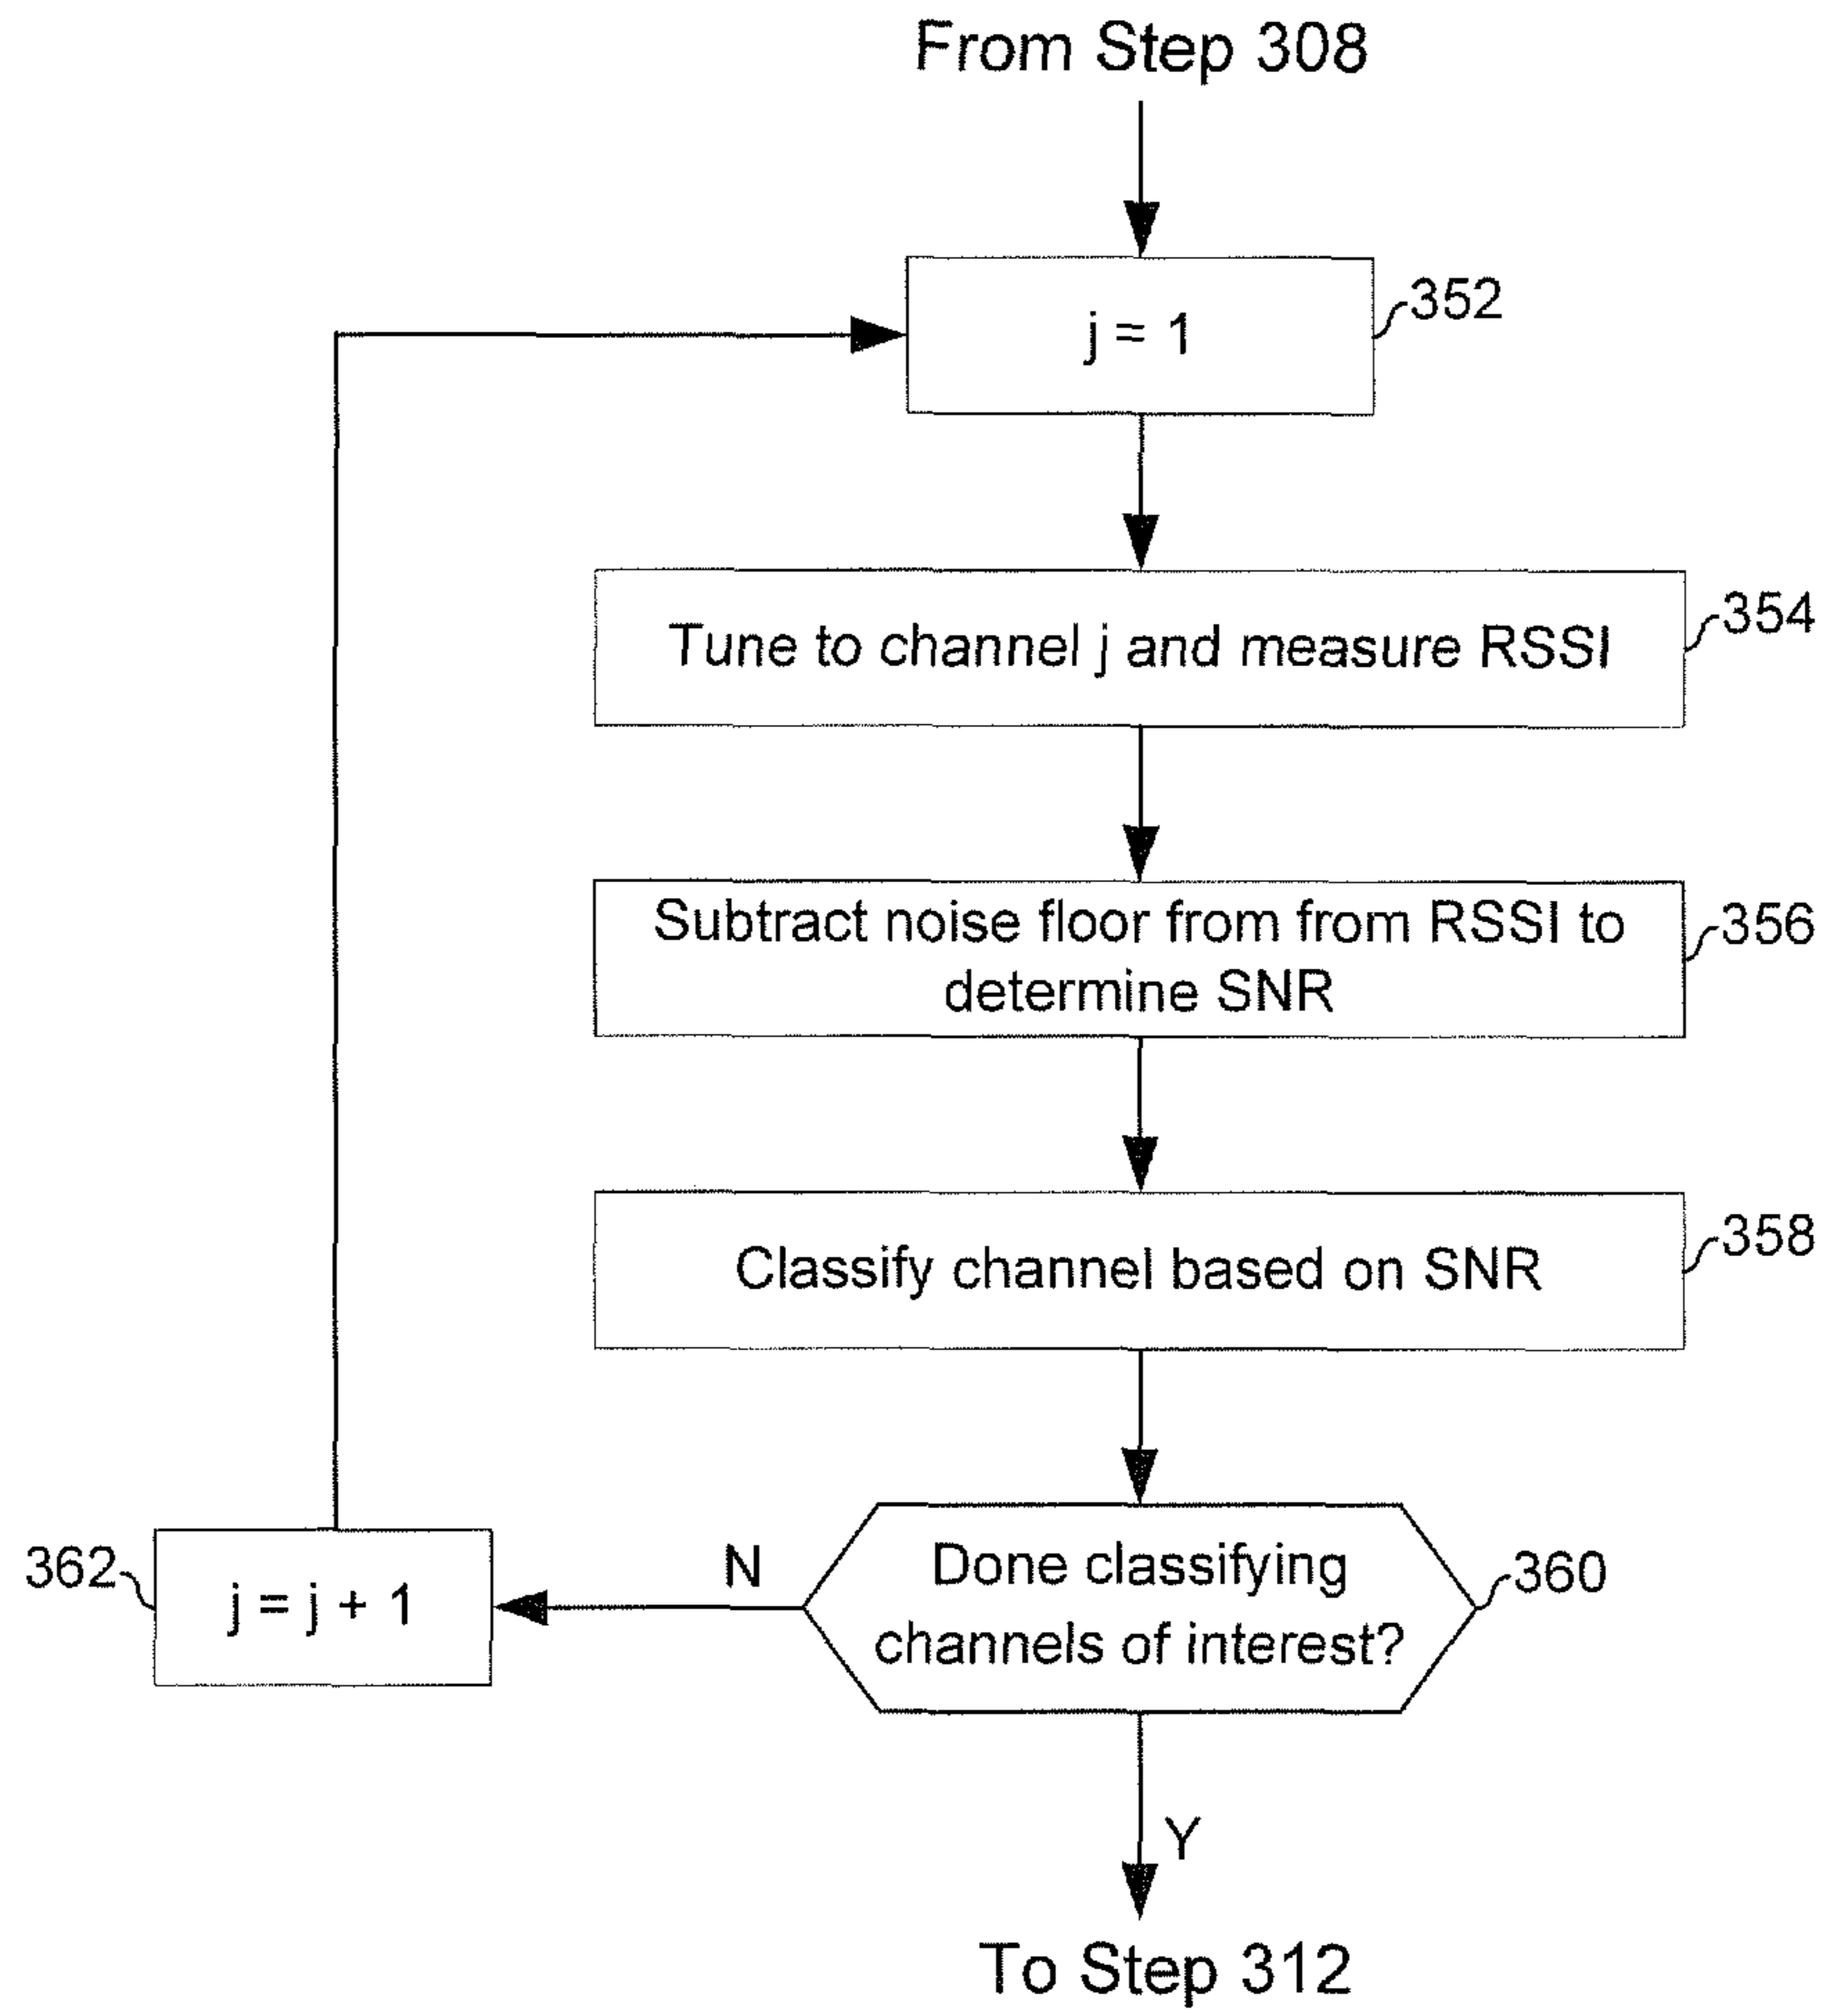 From Step 308
j = 1
352
Tune to channel j and measure RSSI
354
Subtract noise floor from from RSSI to
determine SNR
356
Classify channel based on SNR
358
Done classifying
channels of interest?
360
N
j = j + 1
362
Y
To Step 312